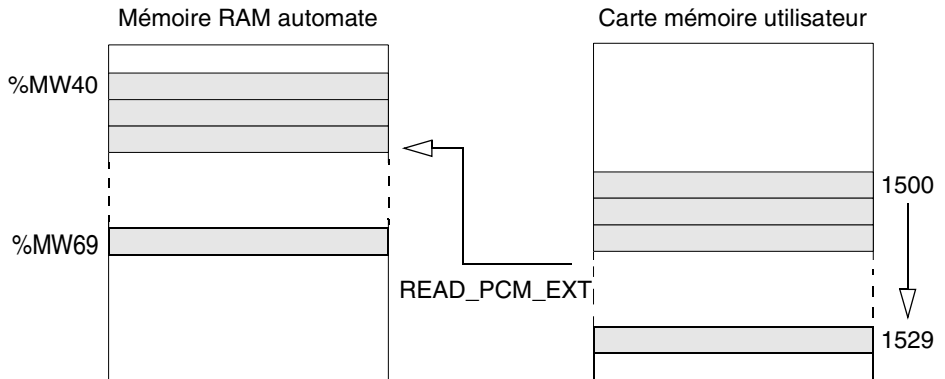 Mémoire RAM automate
Carte mémoire utilisateur
%MW40
1500
%MW69
READ_PCM_EXT
1529